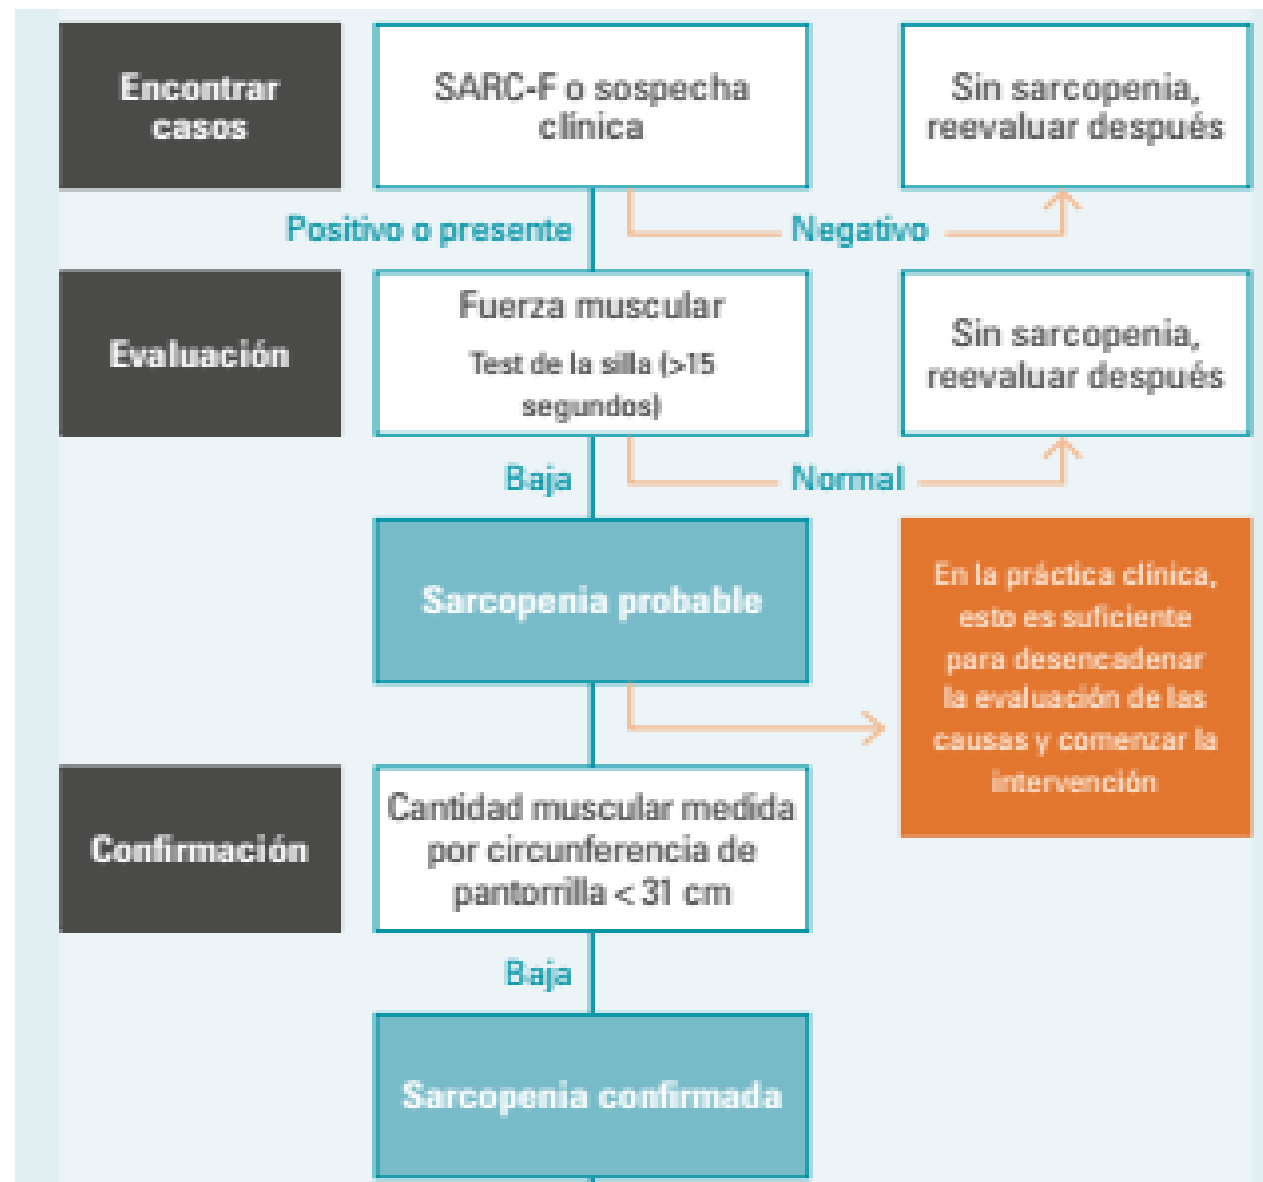 Encontrar
casos
SARC-F o sospecha
clínica
Sin sarcopenia,
reevaluar después
Positivo o presente
Negativo
Evaluación
Fuerza muscular
Test de la silla (>15
segundos)
Sin sarcopenia,
reevaluar después
Baja
Normal
Sarcopenia probable
En la práctica clínica,
esto es suficiente
para desencadenar
la evaluación de las
causas y comenzar la
intervención
Confirmación
Cantidad muscular medida
por circunferencia de
pantorrilla < 31 cm
Baja
Sarcopenia confirmada